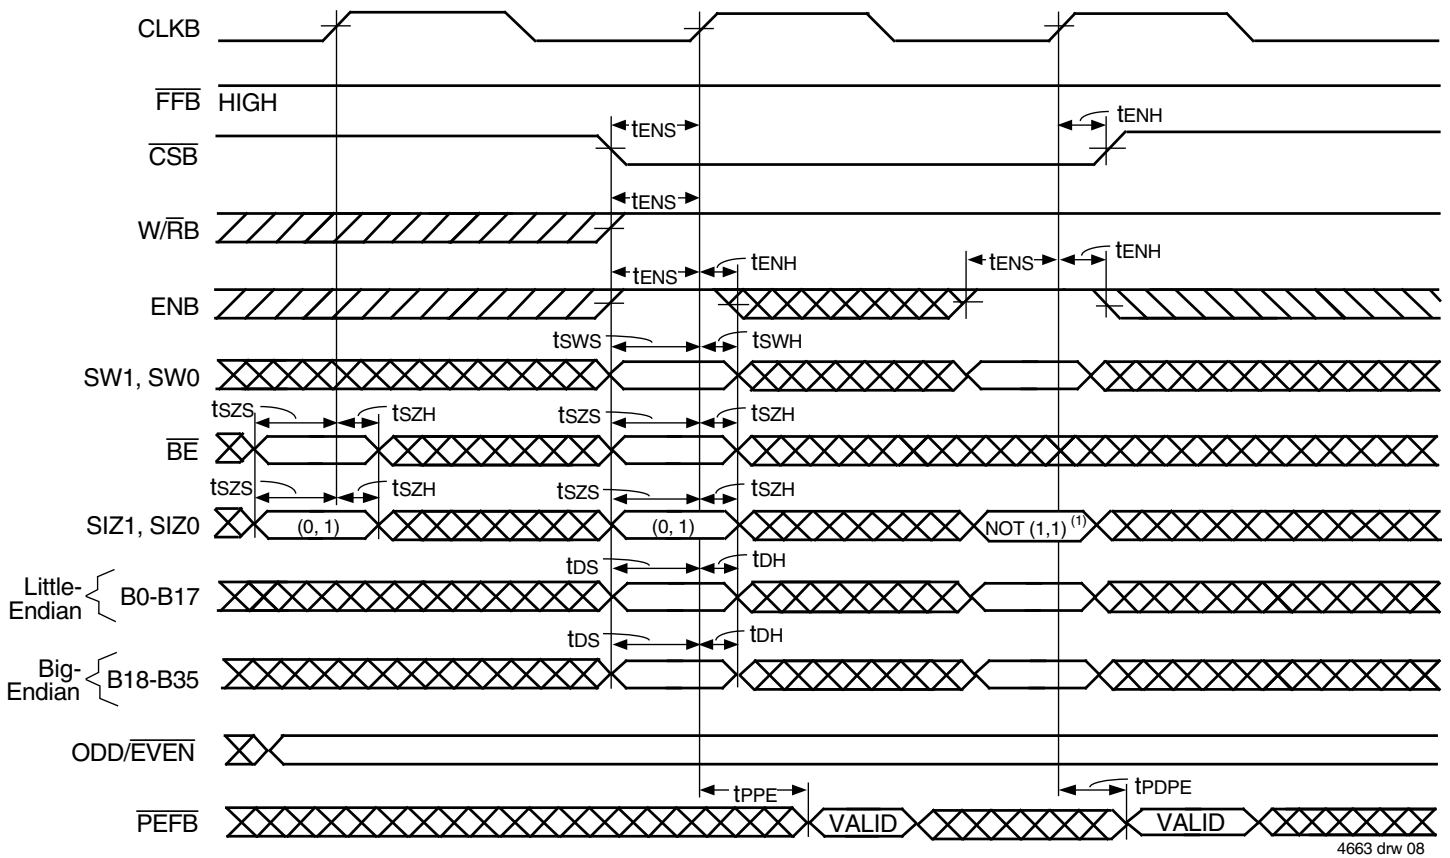 CLKB
FFB HIGH
tENS tENH
CSB
tENS
W/RB
tENS tENH tENS tENH
ENB
tSWS tSWH
SW1, SW0
tSZS tSZH tSZS tSZH
BE
tSZS tSZH tSZS tSZH
SIZ1, SIZ0 (0, 1) (0, 1) NOT (1,1) (1)
tDS tDH
Little-Endian B0-B17
tDS tDH
Big-Endian B18-B35
ODD/EVEN
tPPE tPDPE
PEFB VALID VALID
4663 drw 08